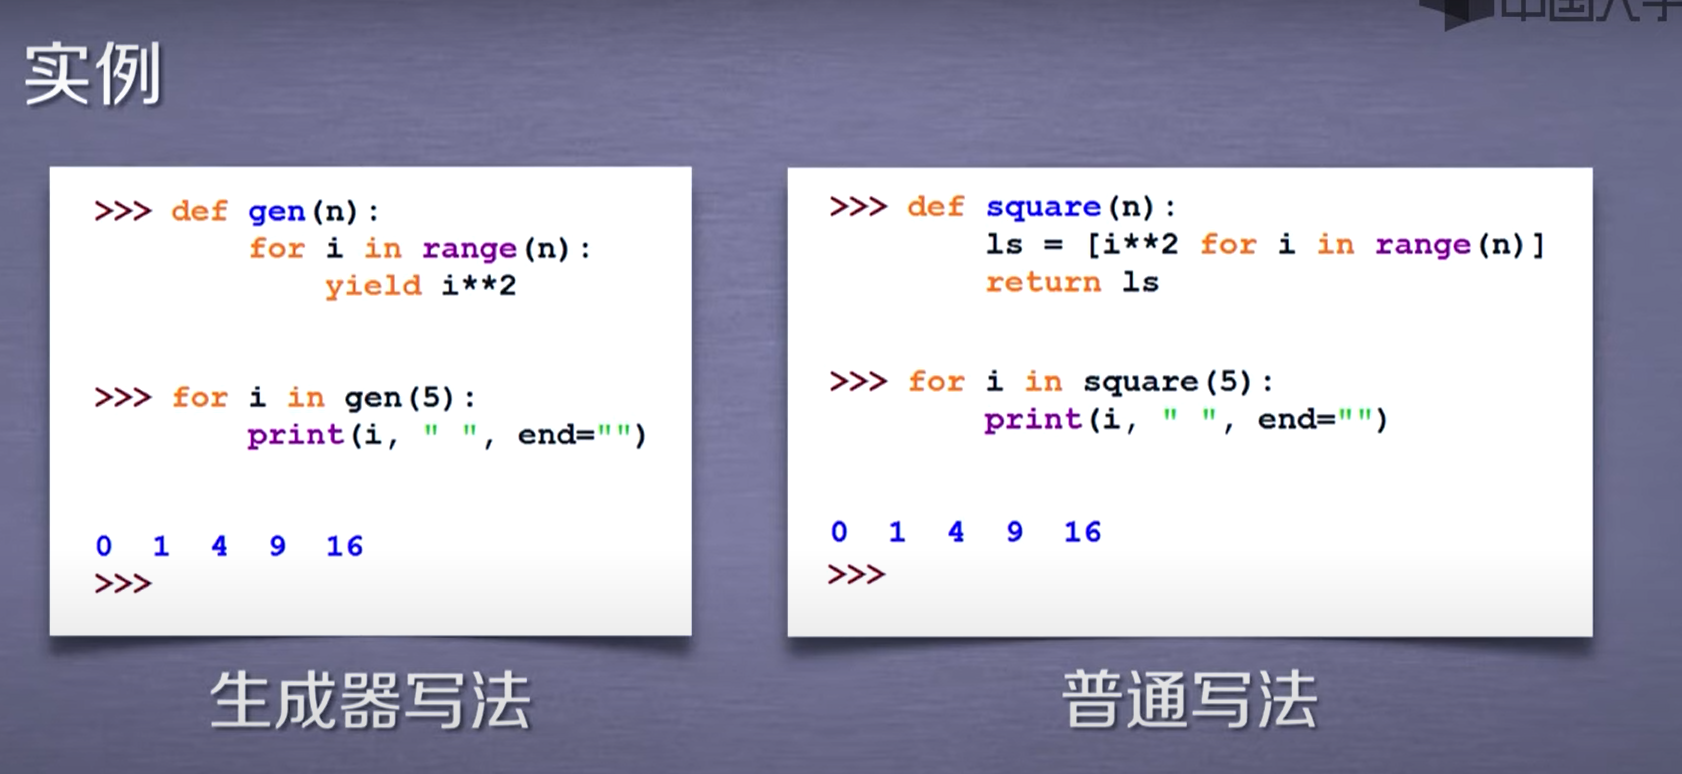 实例
>>> def gen(n):
        for i in range(n):
            yield i**2
>>> for i in gen(5):
        print(i, " ", end="")
0  1  4  9  16
>>>
生成器写法
>>> def square(n):
        ls = [i**2 for i in range(n)]
        return ls
>>> for i in square(5):
        print(i, " ", end="")
0  1  4  9  16
>>>
普通写法